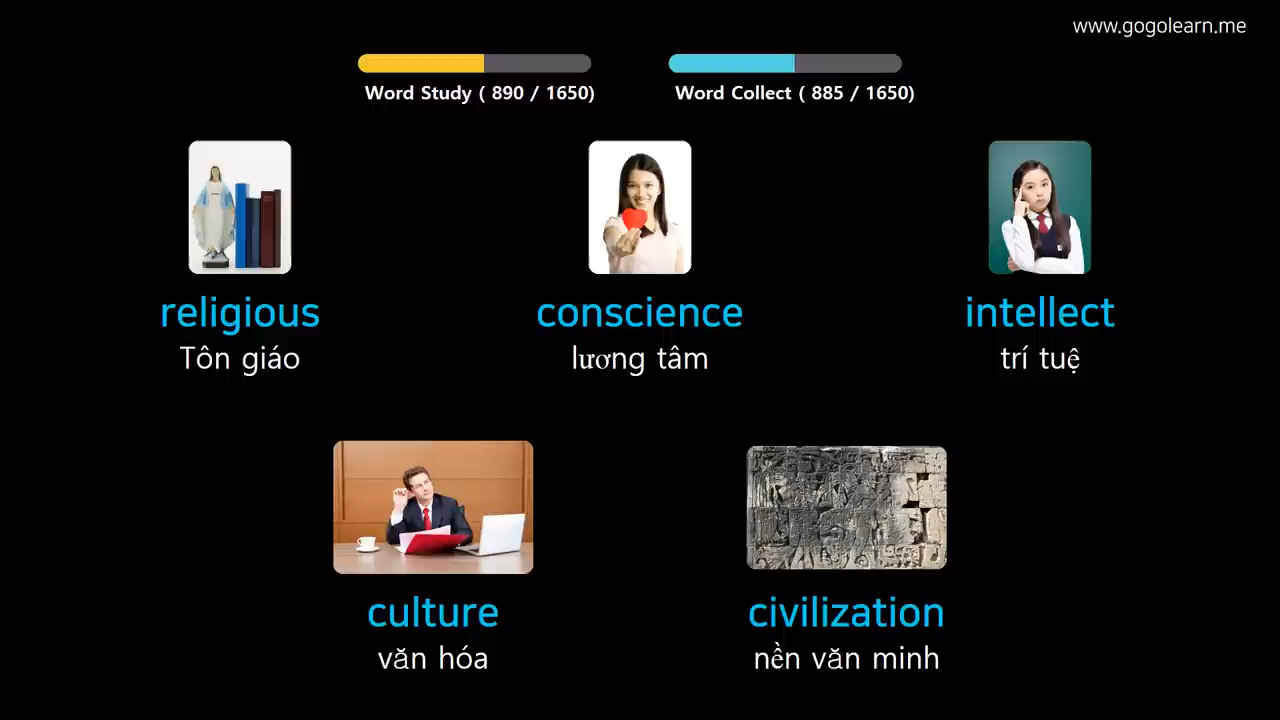 www.gogolearn.me
Word Study ( 890 / 1650)
Word Collect ( 885 / 1650)
religious
conscience
intellect
Tôn giáo
lương tâm
trí tuệ
culture
civilization
văn hóa
nền văn minh